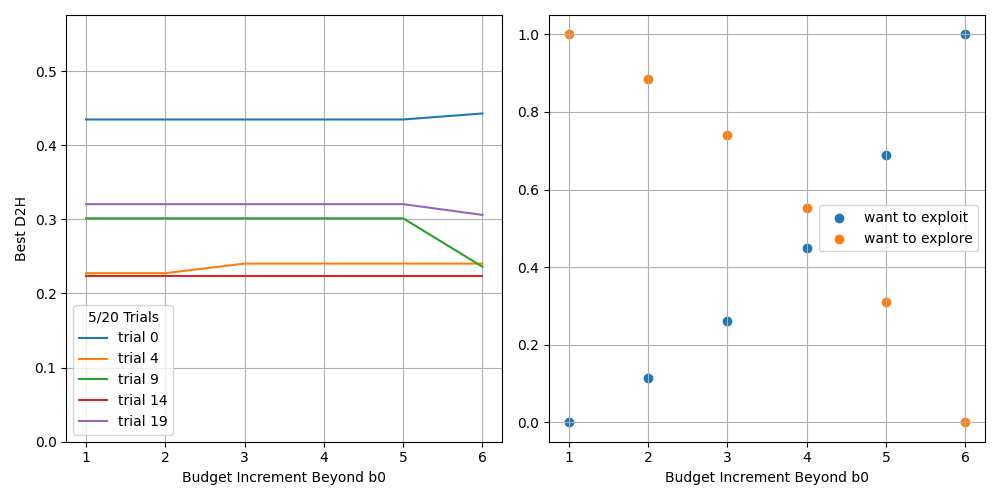 Best D2H
0.5
0.4
0.3
0.2
0.1
0.0
5/20 Trials
trial 0
trial 4
trial 9
trial 14
trial 19
1 2 3 4 5 6
Budget Increment Beyond b0
1.0
0.8
0.6
0.4
0.2
0.0
want to exploit
want to explore
1 2 3 4 5 6
Budget Increment Beyond b0